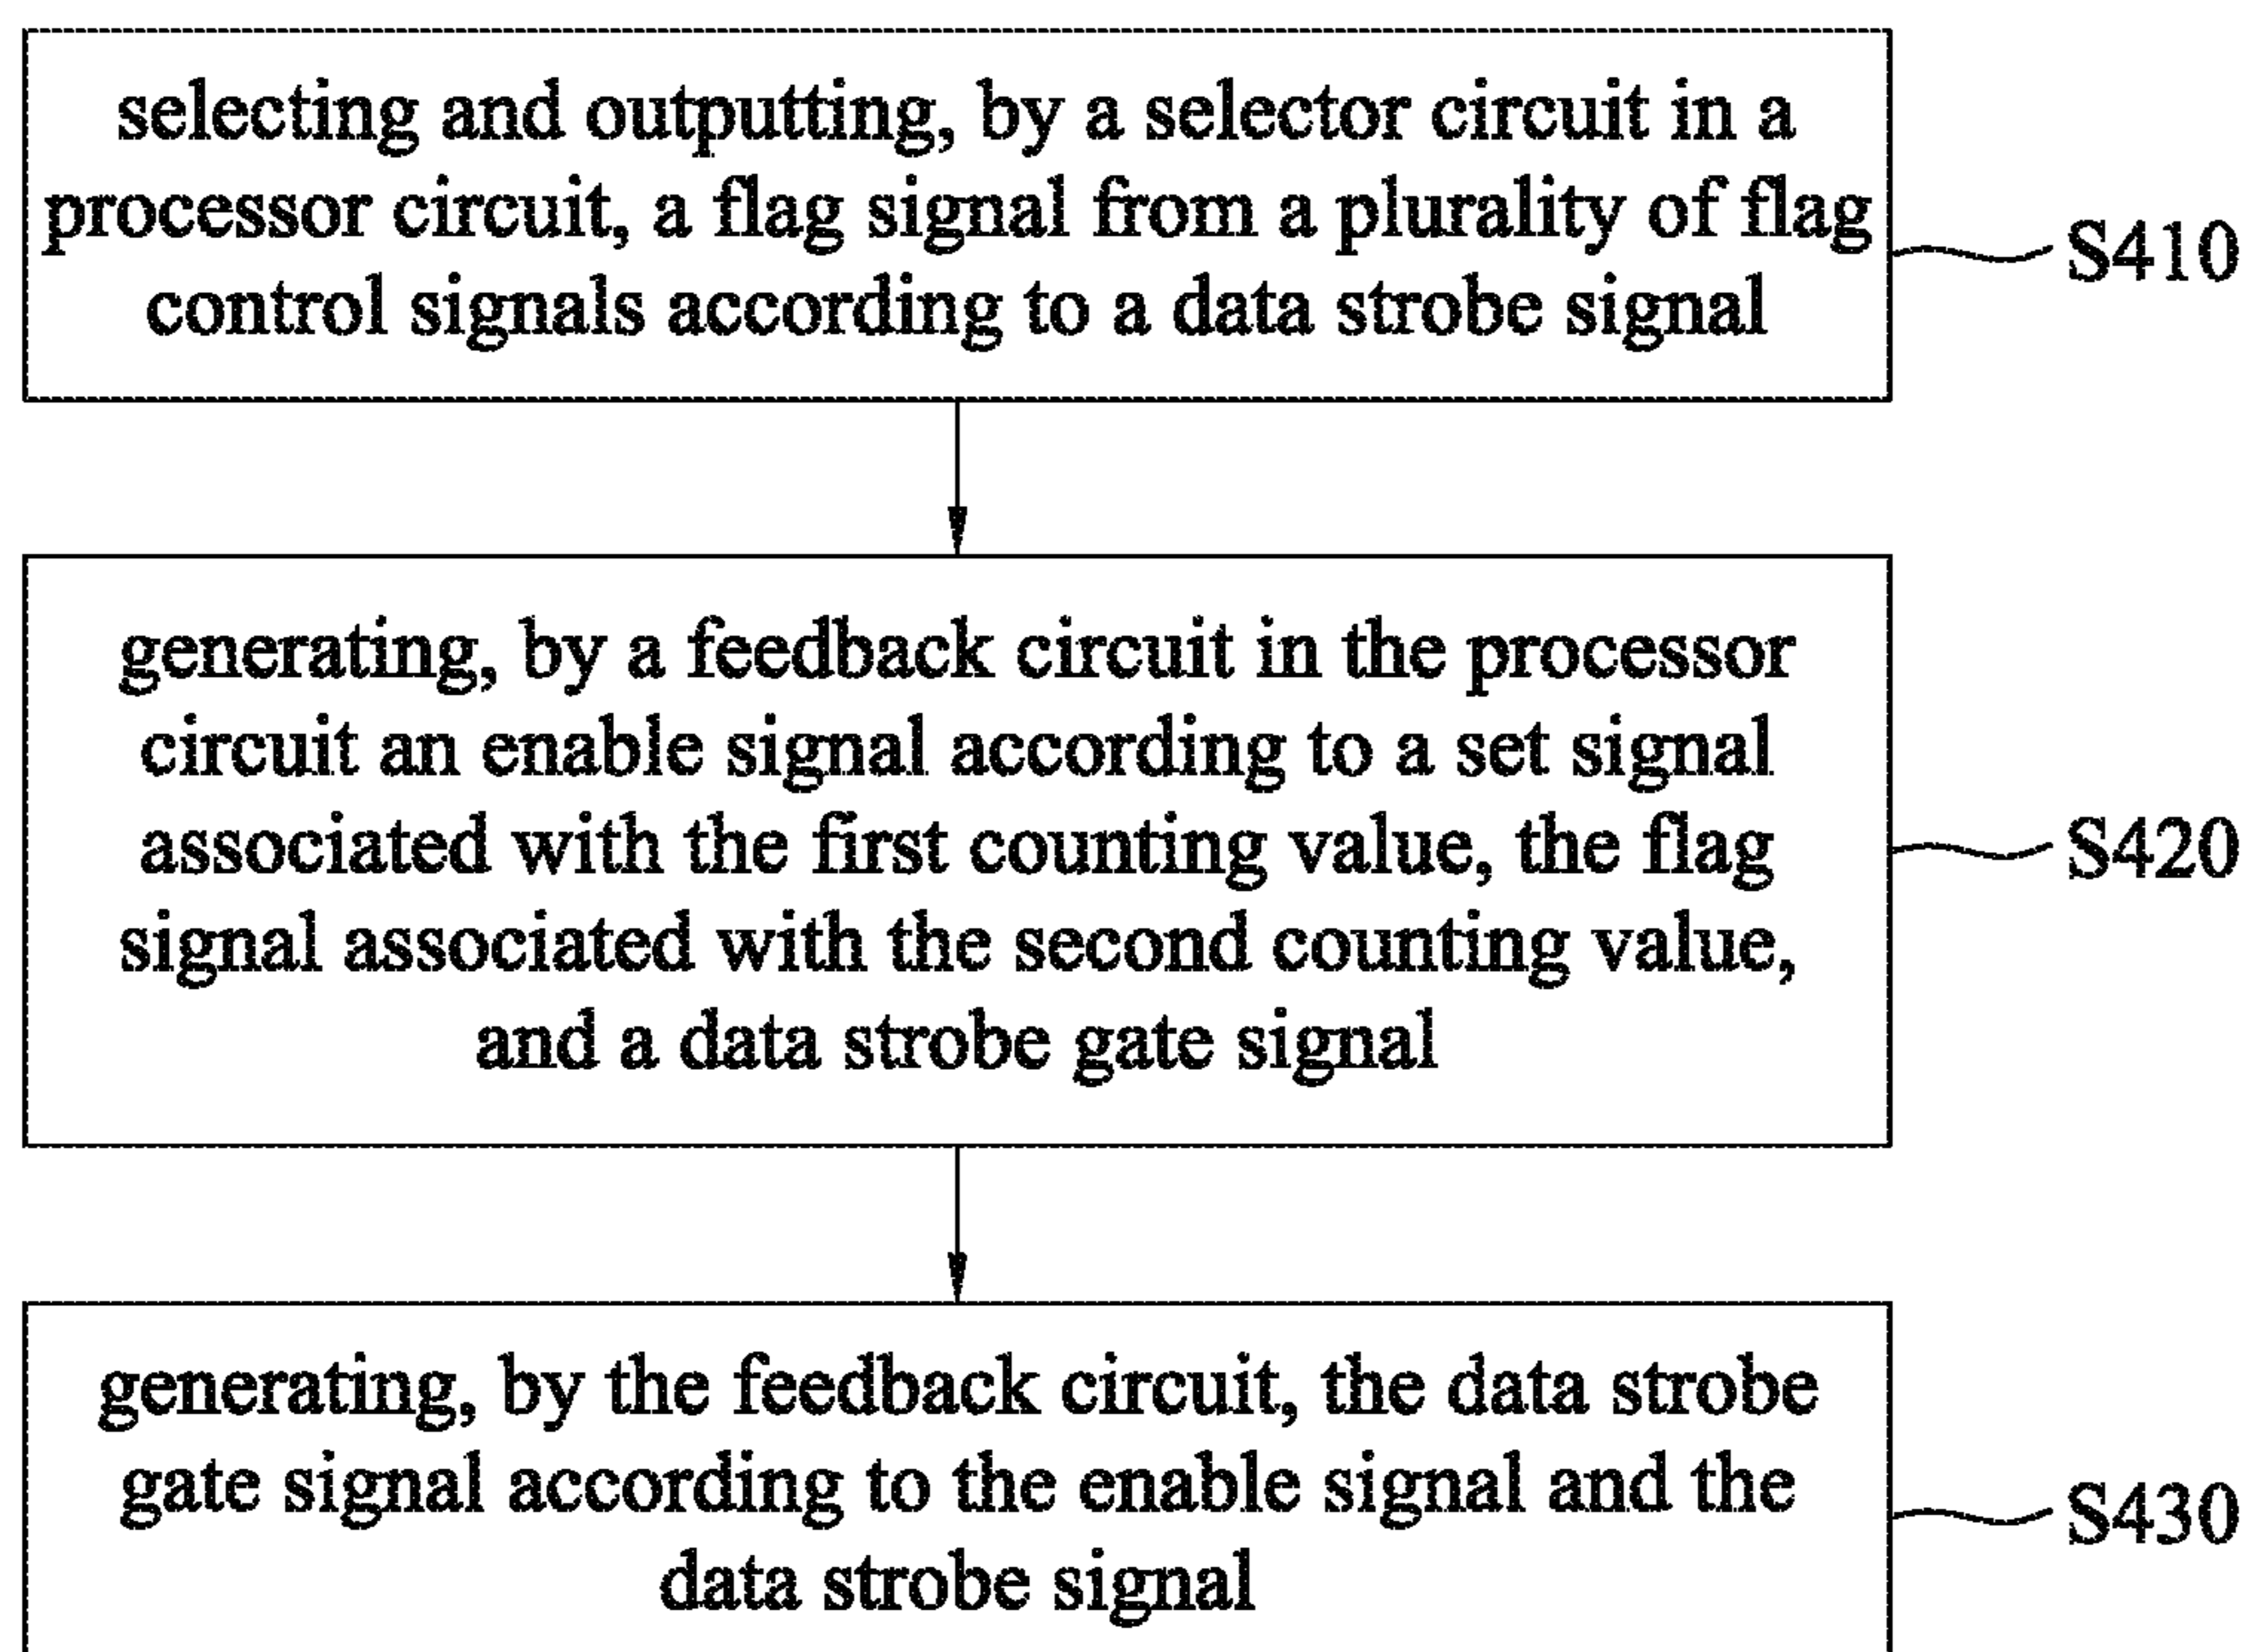 selecting and outputting, by a selector circuit in a
processor circuit, a flag signal from a plurality of flag
control signals according to a data strobe signal
S410
generating, by a feedback circuit in the processor
circuit an enable signal according to a set signal
associated with the first counting value, the flag
signal associated with the second counting value,
and a data strobe gate signal
S420
generating, by the feedback circuit, the data strobe
gate signal according to the enable signal and the
data strobe signal
S430